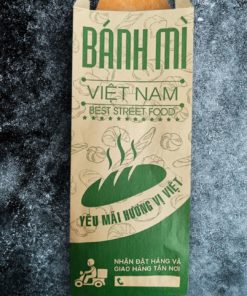 BÁNH MÌ
VIỆT NAM
BEST STREET FOOD
YÊU MÃI HƯƠNG VỊ VIỆT
NHẬN ĐẶT HÀNG VÀ
GIAO HÀNG TẬN NƠI